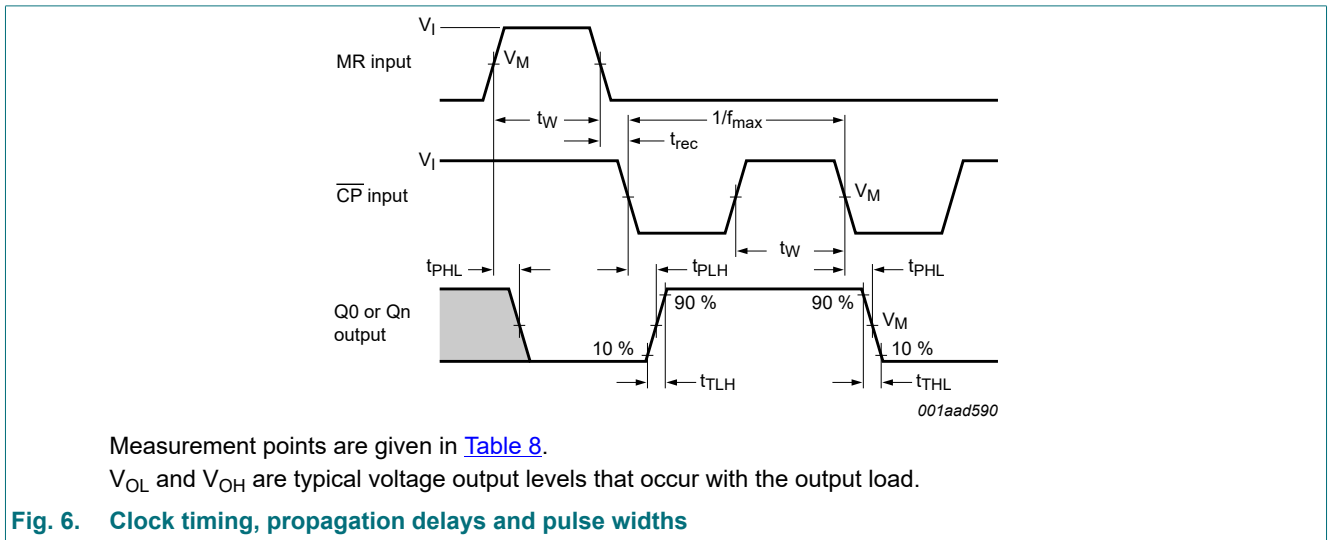 VI
MR input
VM
tW
1/fmax
trec
VI
CP input
VM
tW
tPHL
tPLH
tPHL
Q0 or Qn
output
90 %
90 %
VM
10 %
10 %
tTLH
tTHL
001aad590
Measurement points are given in Table 8.
VOL and VOH are typical voltage output levels that occur with the output load.
Fig. 6. Clock timing, propagation delays and pulse widths